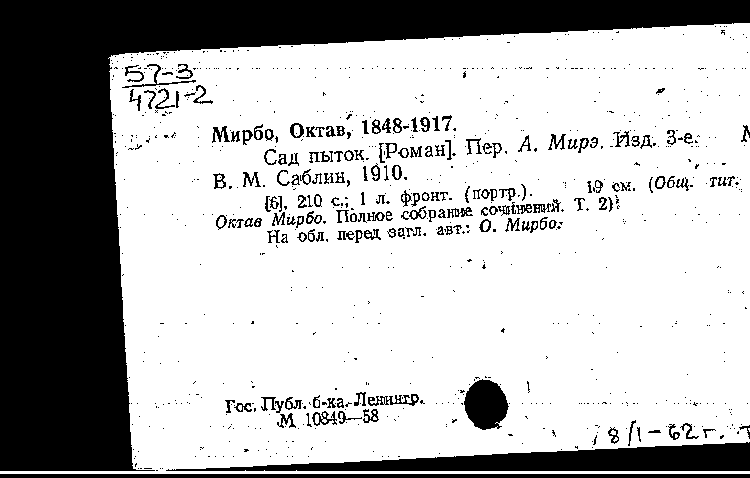 57-3
4721-2
Мирбо, Октав, 1848-1917.
Сад пыток. [Роман]. Пер. А. Мирэ. Изд. 3-е. М
В. М. Саблин, 1910.
[6], 210 с.; 1 л. фронт. (портр.). 19 см. (Общ. тит.
Октав Мирбо. Полное собрание сочинений. Т. 2)
На обл. перед загл. авт.: О. Мирбо.
Гос. Публ. б-ка. Ленингр.
М 10849—58
8/1-62 г.